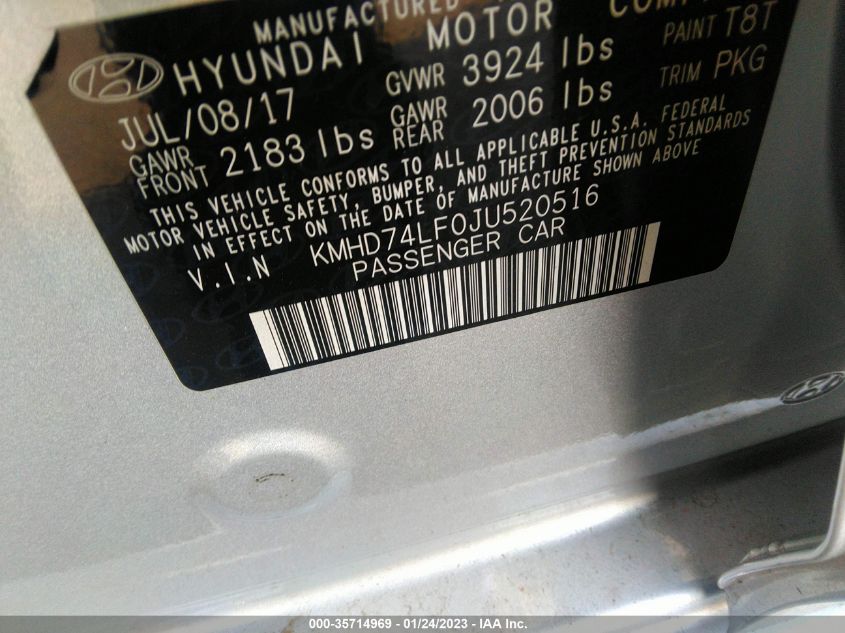 MANUFACTURED
HYUNDAI MOTOR
JUL/08/17 GVWR 3924 lbs PAINT T8T
GAWR FRONT 2183 lbs GAWR REAR 2006 lbs TRIM PKG
THIS VEHICLE CONFORMS TO ALL APPLICABLE U.S.A. FEDERAL
MOTOR VEHICLE SAFETY, BUMPER, AND THEFT PREVENTION STANDARDS
IN EFFECT ON THE DATE OF MANUFACTURE SHOWN ABOVE
V.I.N KMHD74LF0JU520516
PASSENGER CAR
000-35714969 - 01/24/2023 - IAA Inc.